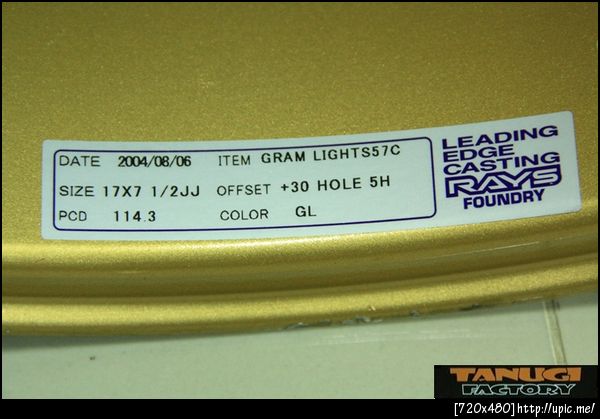 DATE 2004/08/06 ITEM GRAM LIGHTS57C
SIZE 17X7 1/2JJ OFFSET +30 HOLE 5H
PCD 114.3 COLOR GL
LEADING
EDGE
CASTING
RAYS
FOUNDRY
TANUGI
FACTORY
[720x480]http://upic.me/